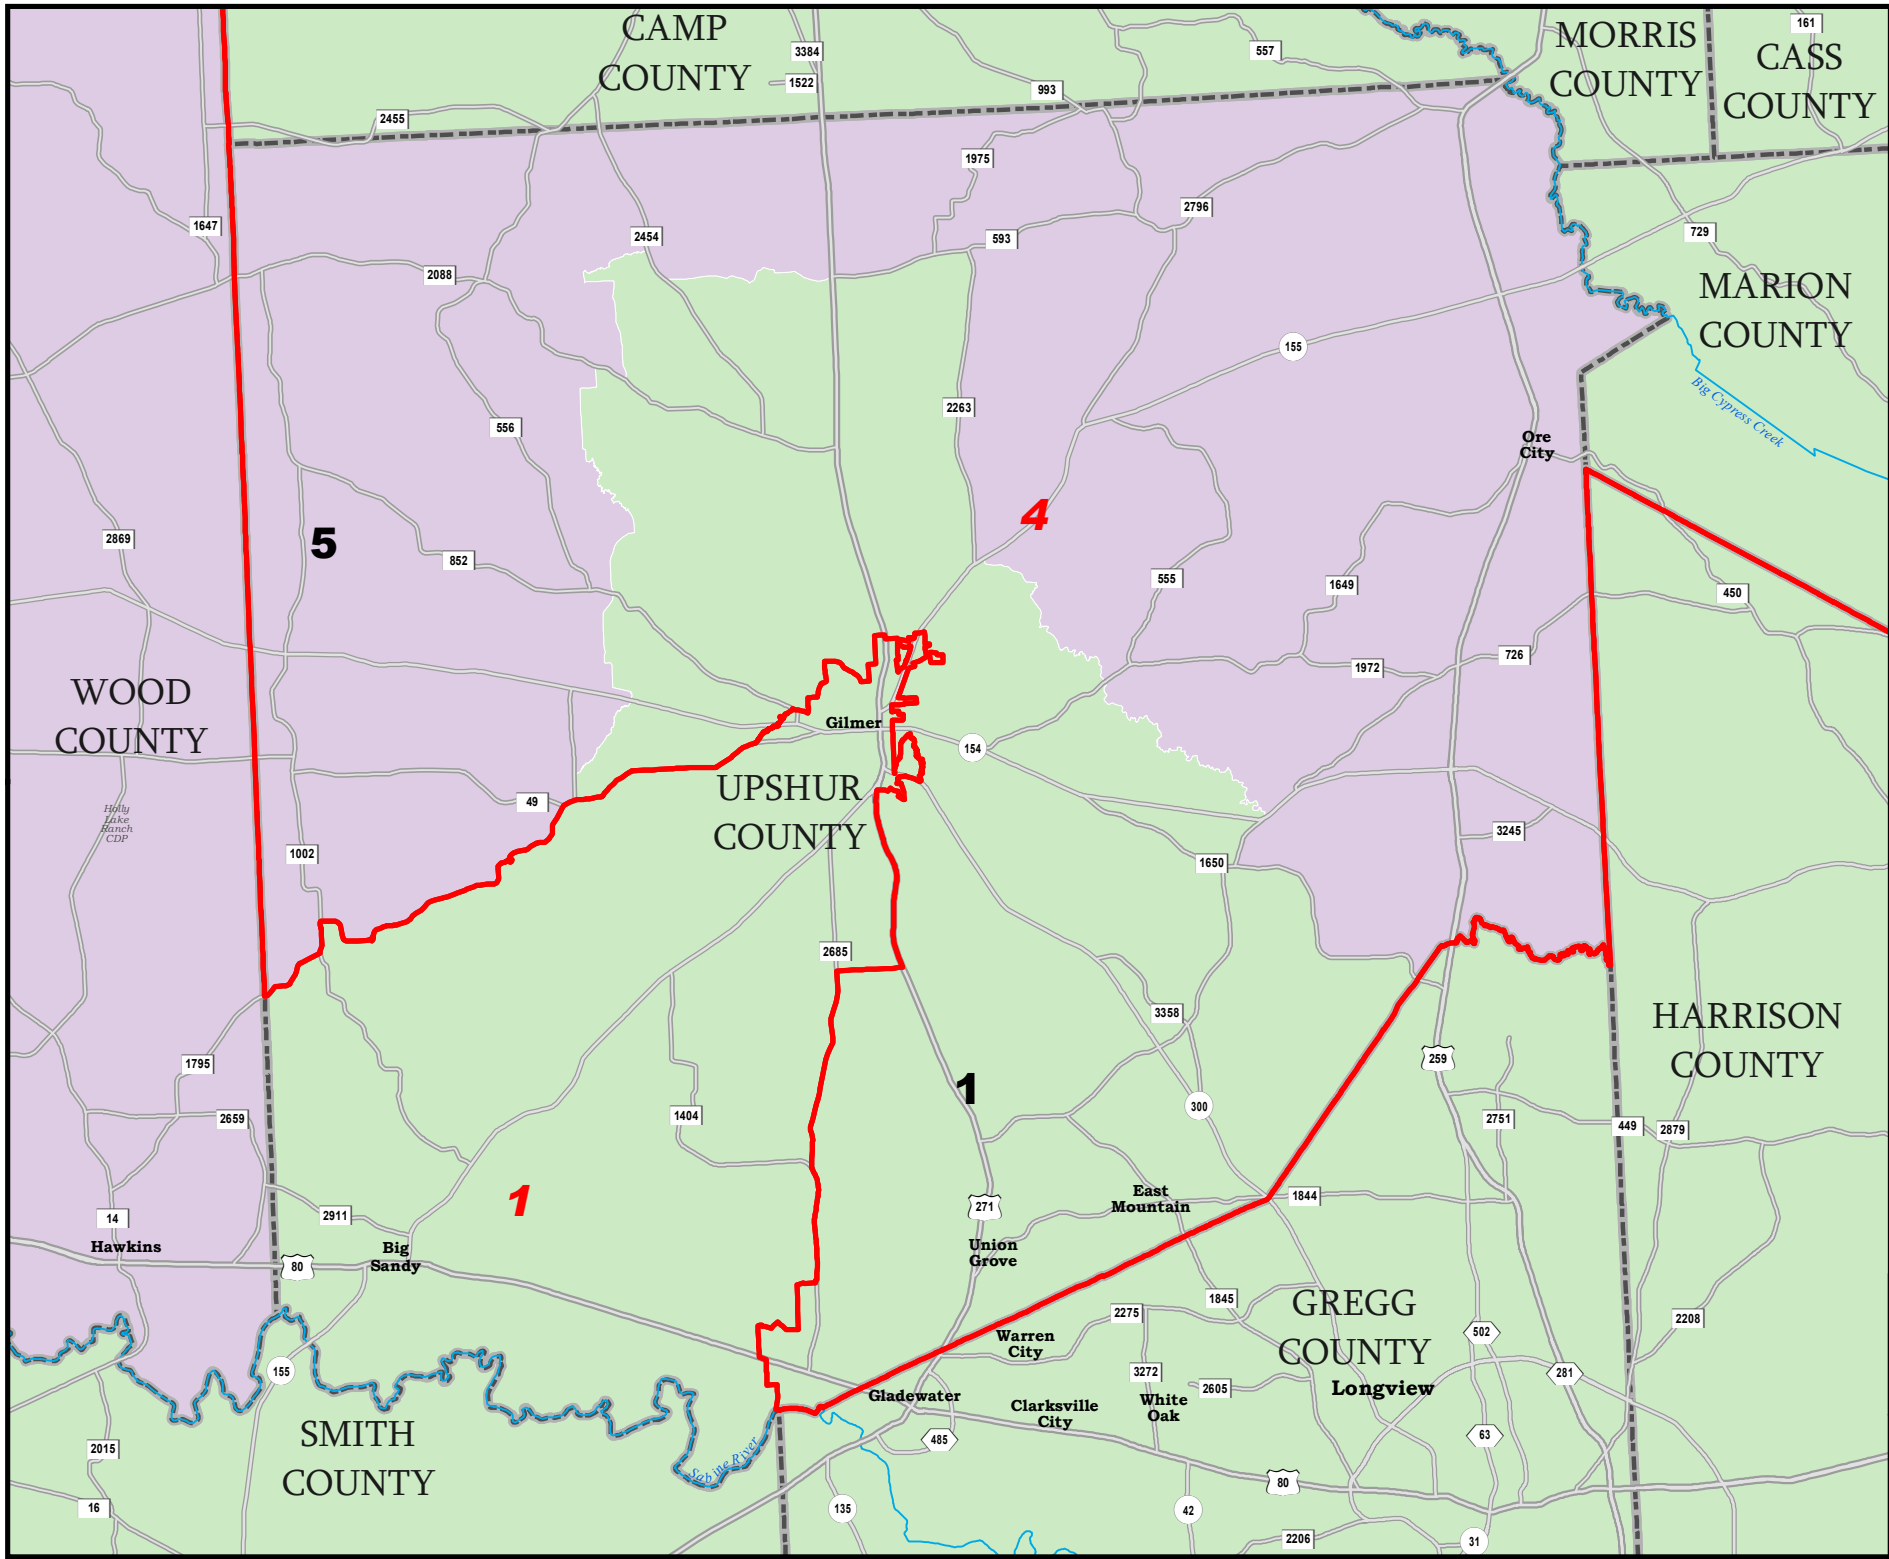 CAMP
COUNTY
MORRIS
COUNTY
CASS
COUNTY
161
3384
1522
557
993
2455
1975
1647
2454
593
2796
729
2088
MARION
COUNTY
155
Big Cypress Creek
2263
556
Ore
City
4
5
2869
852
555
1649
450
726
1972
WOOD
COUNTY
Gilmer
154
UPSHUR
COUNTY
49
Holly
Lake
Ranch
CDP
3245
1002
1650
2685
3358
HARRISON
COUNTY
1795
259
1
300
1404
2659
2751
449
2879
1
East
Mountain
1844
271
14
2911
Hawkins
Big
Sandy
80
Union
Grove
1845
2275
GREGG
COUNTY
2208
Warren
City
502
155
3272
2605
281
Longview
Gladewater
Clarksville
City
White
Oak
SMITH
COUNTY
485
63
2015
Sabine River
80
16
135
42
2206
31